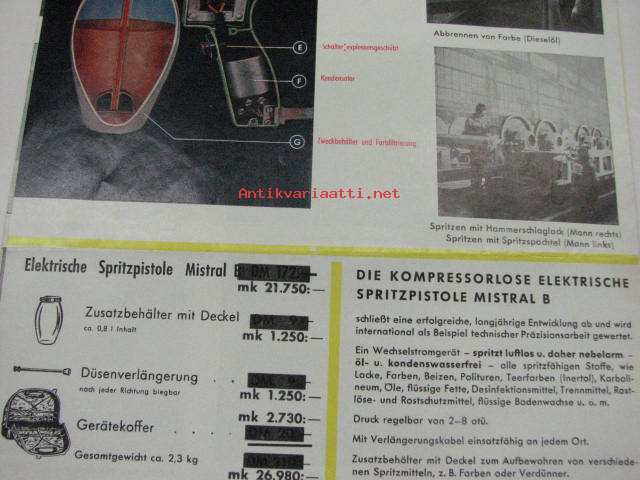 Abbrennen von Farbe (Dieselöl)
E
Schalter, explosionsgeschützt
F
Kondensator
G
Zweckbehälter und Farbfiltrierung
Antikvariaatti.net
Spritzen mit Hammerschlaglack (Mann rechts)
Spritzen mit Spritzspachtel (Mann links)
Elektrische Spritzpistole Mistral B DM 172,—
mk 21.750:—
Zusatzbehälter mit Deckel
ca. 0,8 l Inhalt
mk 1.250:—
Düsenverlängerung
nach jeder Richtung biegbar
mk 1.250:—
mk 2.730:—
Gerätekoffer
Gesamtgewicht ca. 2,3 kg
mk 26.980:—
DIE KOMPRESSORLOSE ELEKTRISCHE
SPRITZPISTOLE MISTRAL B
schließt eine erfolgreiche, langjährige Entwicklung ab und wird
international als Beispiel technischer Präzisionsarbeit gewertet.
Ein Wechselstromgerät – spritzt luftlos u. daher nebelarm –
öl- u. kondenswasserfrei – alle spritzfähigen Stoffe, wie
Lacke, Farben, Beizen, Polituren, Teerfarben (Inertol), Karboli-
neum, Öle, flüssige Fette, Desinfektionsmittel, Trennmittel, Rost-
löse- und Rostschutzmittel, flüssige Badenwachse u. a. m.
Druck regelbar von 2–8 atü.
Mit Verlängerungskabel einsatzfähig an jedem Ort.
Zusatzbehälter mit Deckel zum Aufbewahren von verschiede-
nen Spritzmitteln, z. B. Farben oder Verdünner.